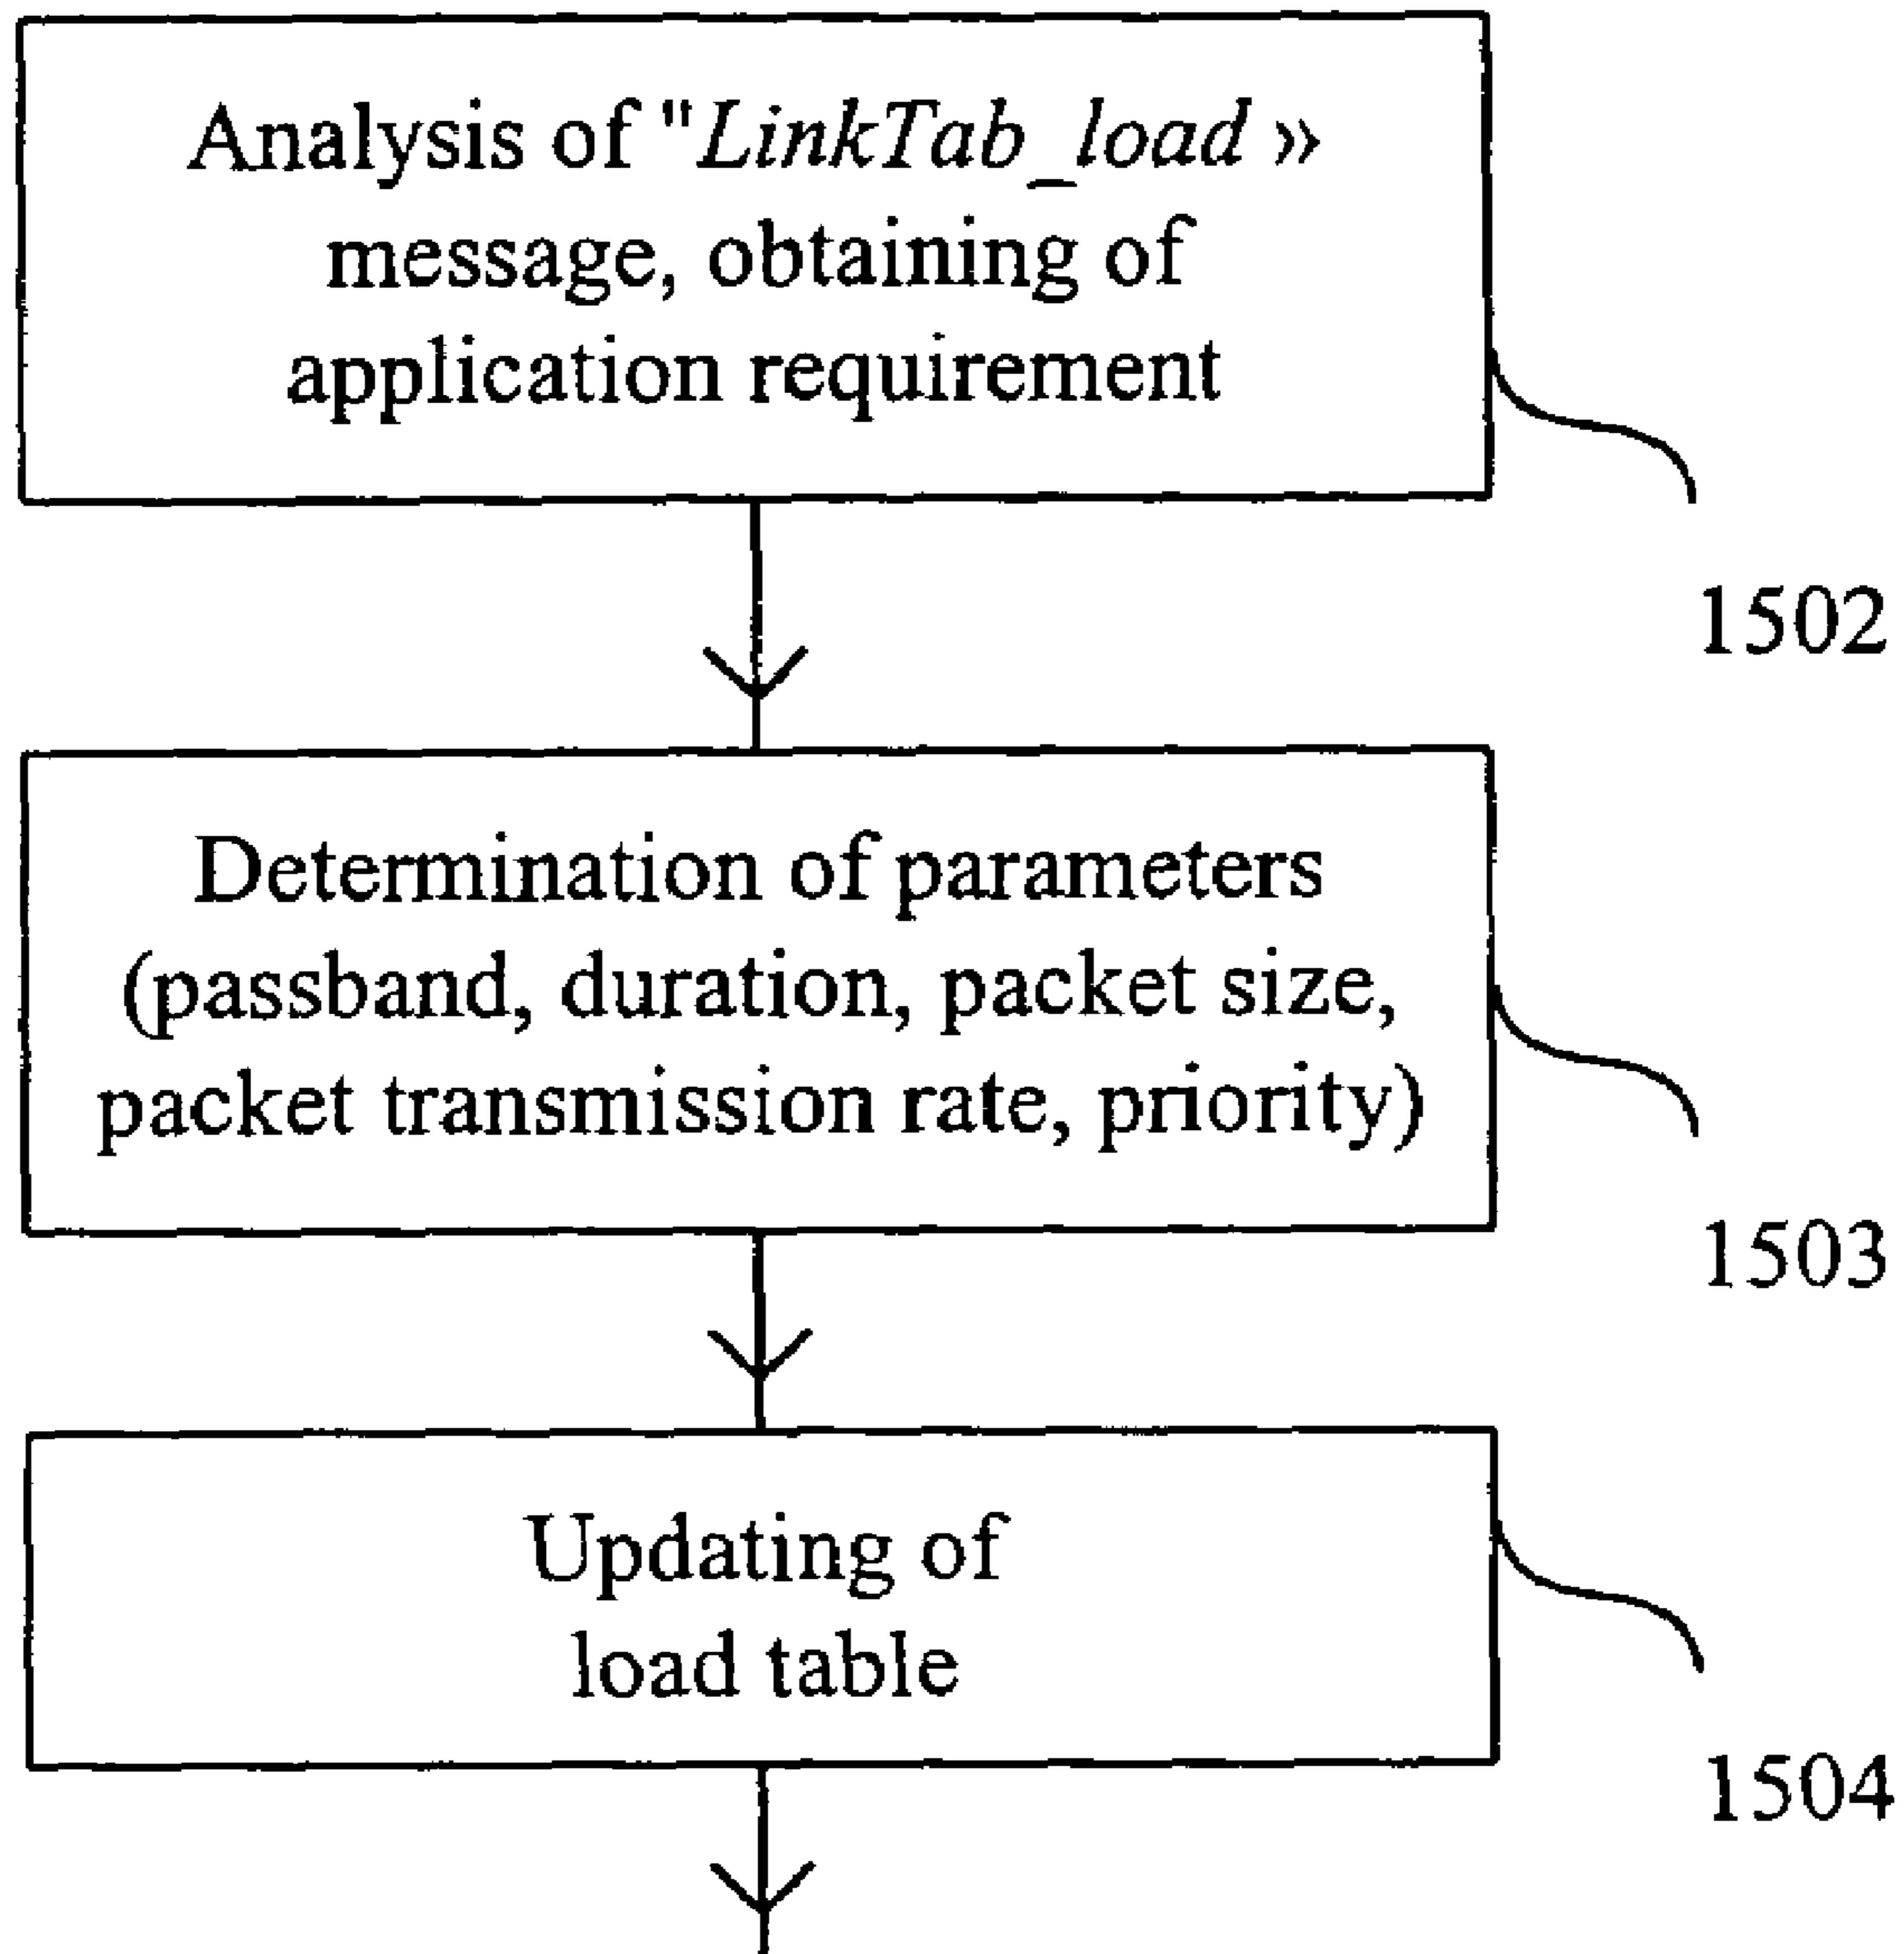 Analysis of "LinkTab_load »
message, obtaining of
application requirement
1502
Determination of parameters
(passband, duration, packet size,
packet transmission rate, priority)
1503
Updating of
load table
1504